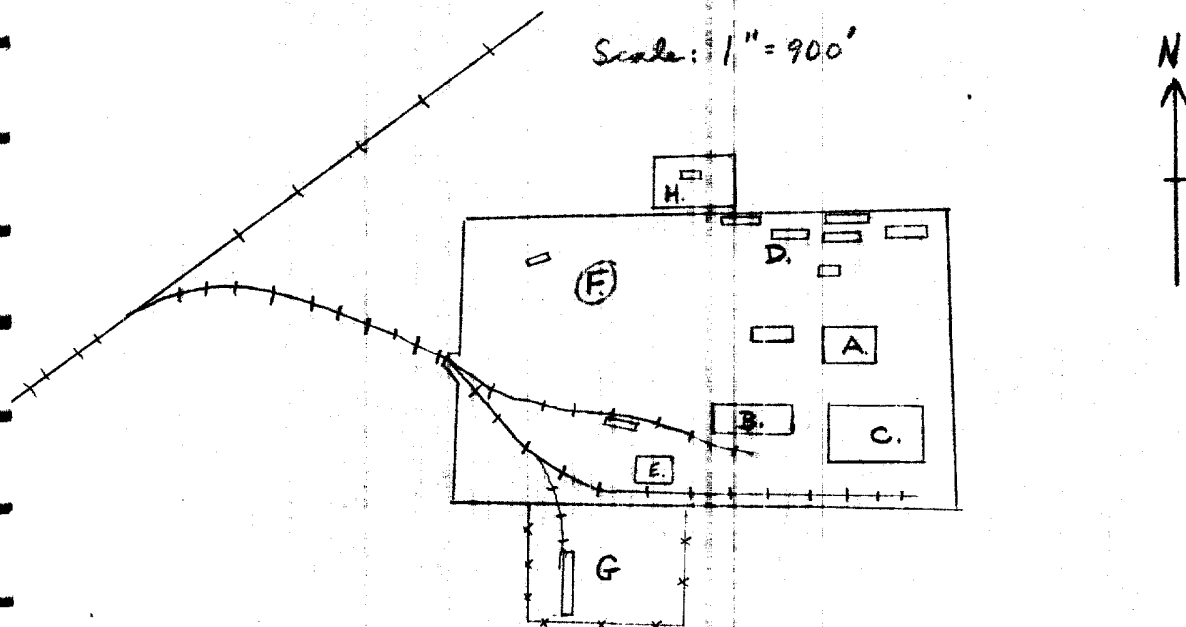 Scale: 1" = 900'
N
H.
D.
F.
A.
B.
C.
E.
G